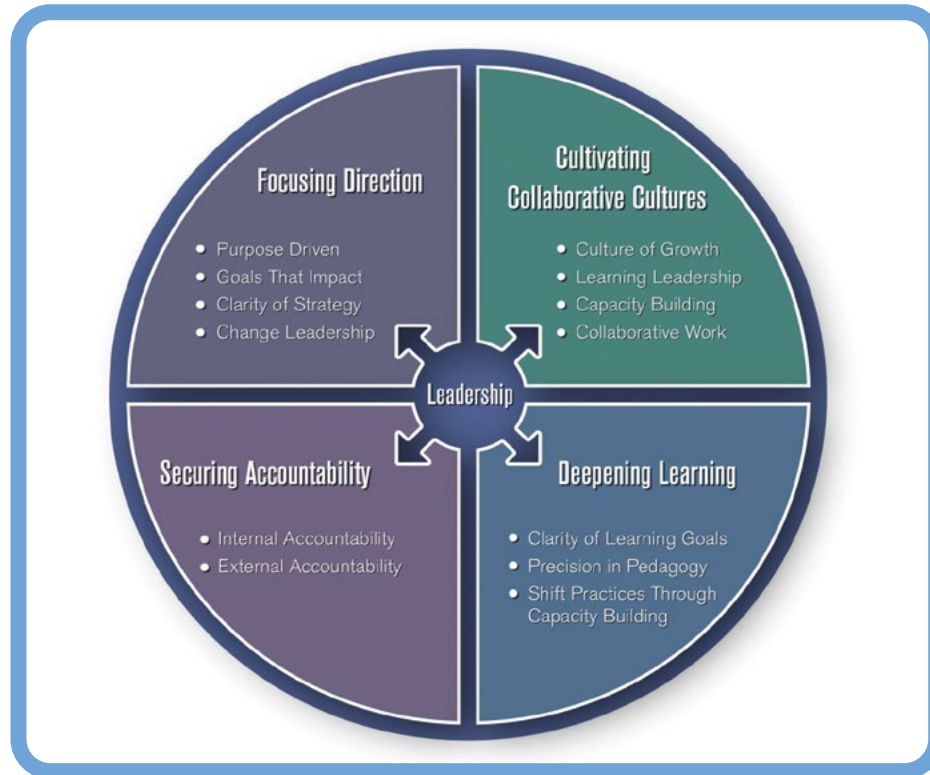 Focusing Direction
• Purpose Driven
• Goals That Impact
• Clarity of Strategy
• Change Leadership
Cultivating
Collaborative Cultures
• Culture of Growth
• Learning Leadership
• Capacity Building
• Collaborative Work
Leadership
Securing Accountability
• Internal Accountability
• External Accountability
Deepening Learning
• Clarity of Learning Goals
• Precision in Pedagogy
• Shift Practices Through
Capacity Building